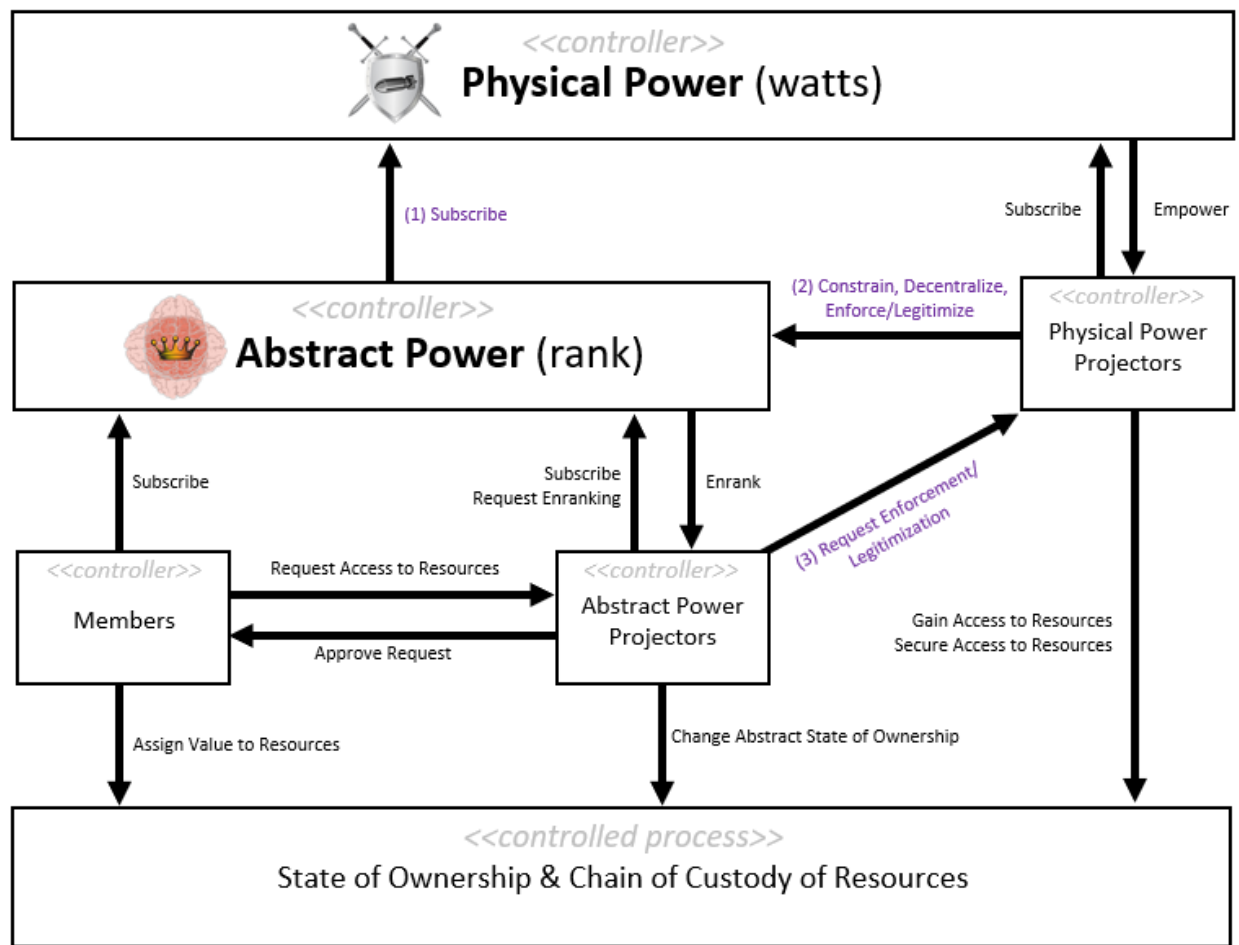 <<controller>>
Physical Power (watts)
(1) Subscribe
Subscribe
Empower
(2) Constrain, Decentralize,
Enforce/Legitimize
<<controller>>
Physical Power
Projectors
<<controller>>
Abstract Power (rank)
Subscribe
Subscribe
Request Enranking
Enrank
(3) Request Enforcement/
Legitimization
<<controller>>
Members
Request Access to Resources
Approve Request
<<controller>>
Abstract Power
Projectors
Gain Access to Resources
Secure Access to Resources
Assign Value to Resources
Change Abstract State of Ownership
<<controlled process>>
State of Ownership & Chain of Custody of Resources